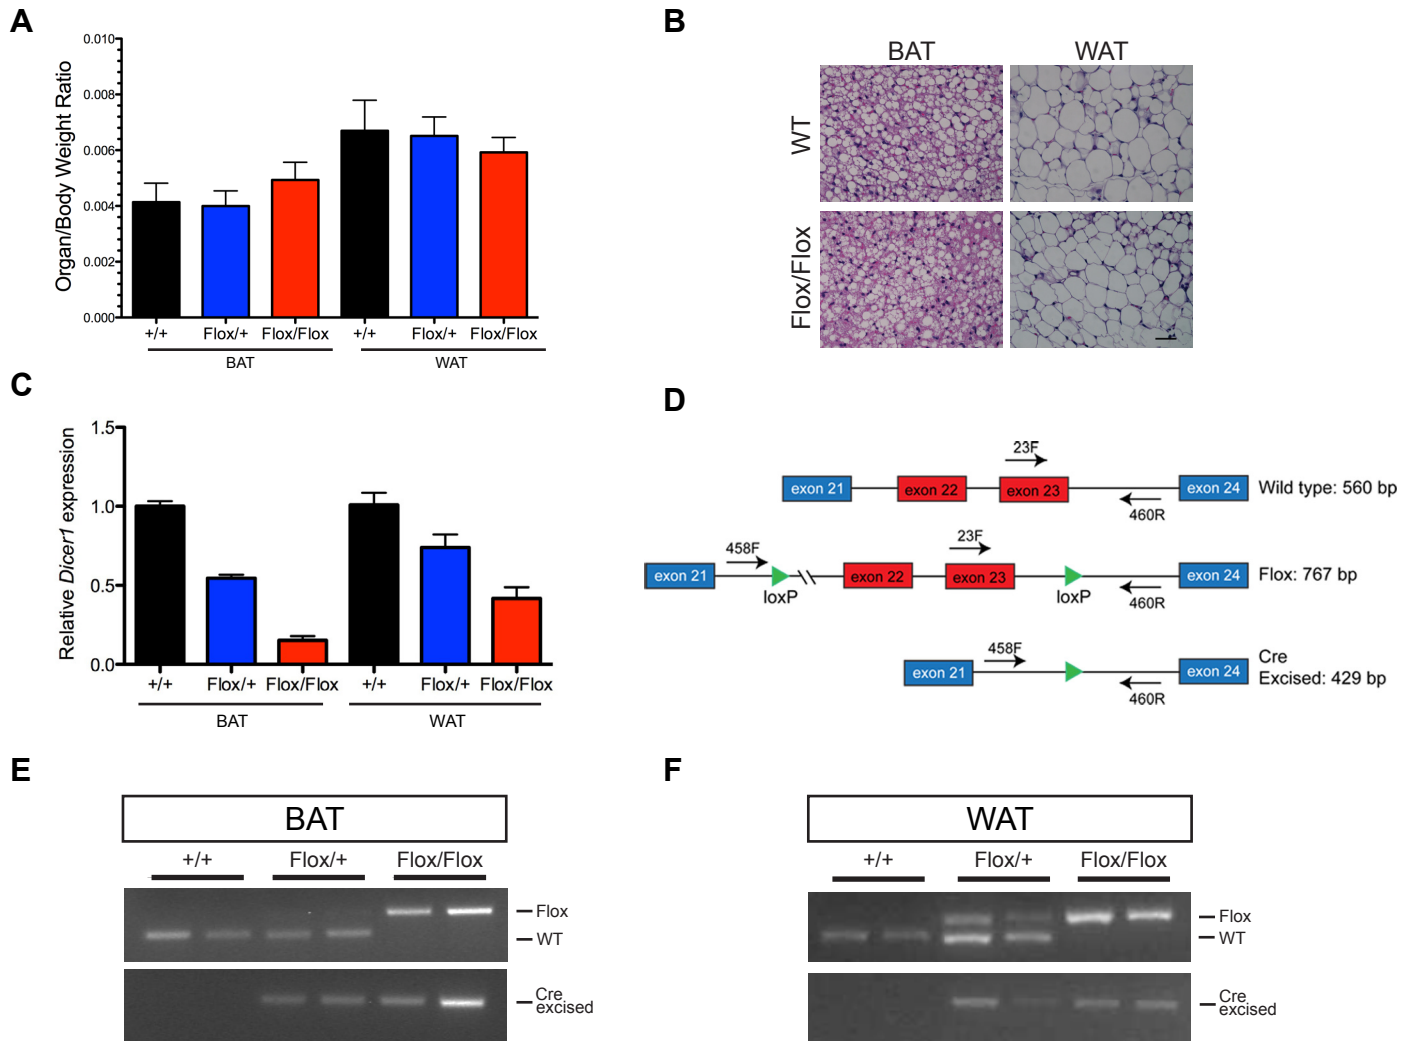 A
Organ/Body Weight Ratio
0.010
0.008
0.006
0.004
0.002
0.000
+/+ Flox/+ Flox/Flox +/+ Flox/+ Flox/Flox
BAT WAT
B
BAT WAT
WT
Flox/Flox
C
Relative Dicer1 expression
1.5
1.0
0.5
0.0
+/+ Flox/+ Flox/Flox +/+ Flox/+ Flox/Flox
BAT WAT
D
23F
exon 21 exon 22 exon 23 exon 24 Wild type: 560 bp
460R
458F 23F
exon 21 exon 22 exon 23 exon 24 Flox: 767 bp
loxP loxP 460R
458F
exon 21 exon 24 Cre
Excised: 429 bp
460R
E
BAT
+/+ Flox/+ Flox/Flox
Flox
WT
Cre
excised
F
WAT
+/+ Flox/+ Flox/Flox
Flox
WT
Cre
excised